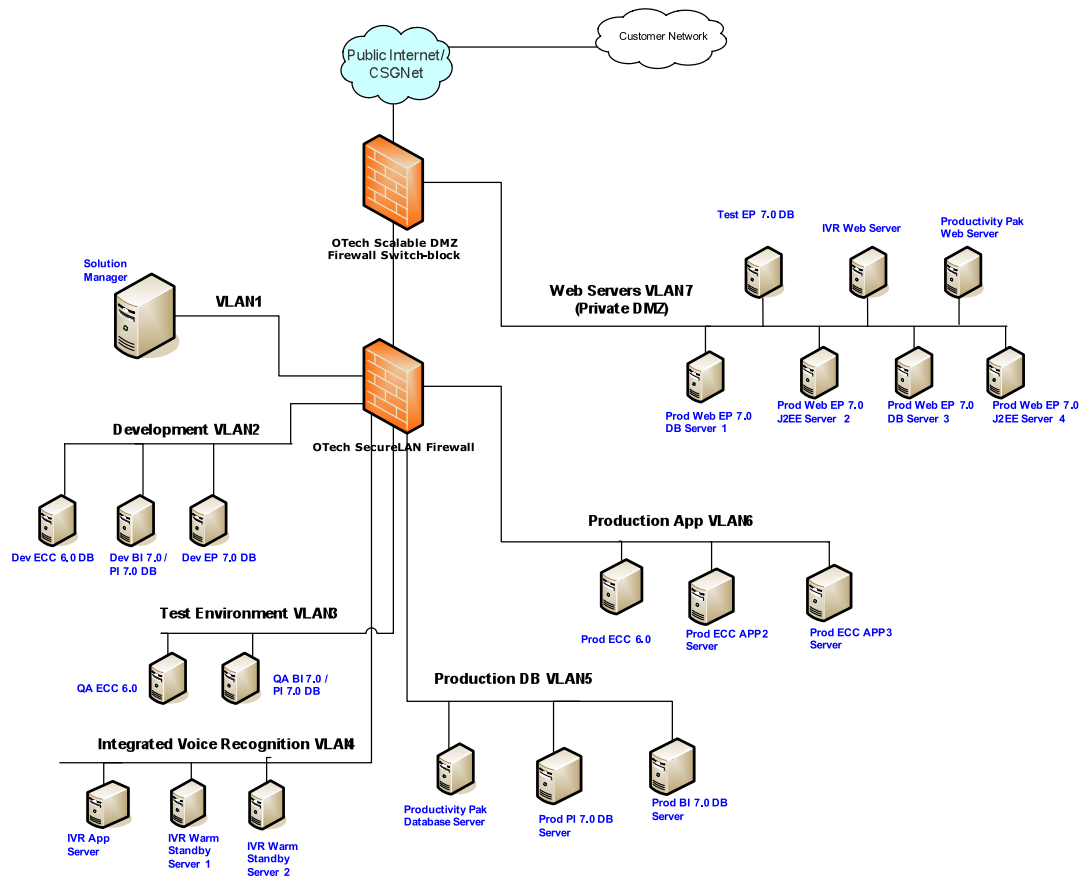 Customer Network
Public Internet/
CSGNet
OTech Scalable DMZ
Firewall Switch-block
Test EP 7.0 DB
IVR Web Server
Productivity Pak
Web Server
Solution
Manager
VLAN1
Web Servers VLAN7
(Private DMZ)
Prod Web EP 7.0
DB Server 1
Prod Web EP 7.0
J2EE Server 2
Prod Web EP 7.0
DB Server 3
Prod Web EP 7.0
J2EE Server 4
Development VLAN2
OTech SecureLAN Firewall
Dev ECC 6.0 DB
Dev BI 7.0 /
PI 7.0 DB
Dev EP 7.0 DB
Production App VLAN6
Prod ECC 6.0
Prod ECC APP2
Server
Prod ECC APP3
Server
Test Environment VLAN3
QA ECC 6.0
QA BI 7.0 /
PI 7.0 DB
Production DB VLAN5
Productivity Pak
Database Server
Prod PI 7.0 DB
Server
Prod BI 7.0 DB
Server
Integrated Voice Recognition VLAN4
IVR App
Server
IVR Warm
Standby
Server 1
IVR Warm
Standby
Server 2